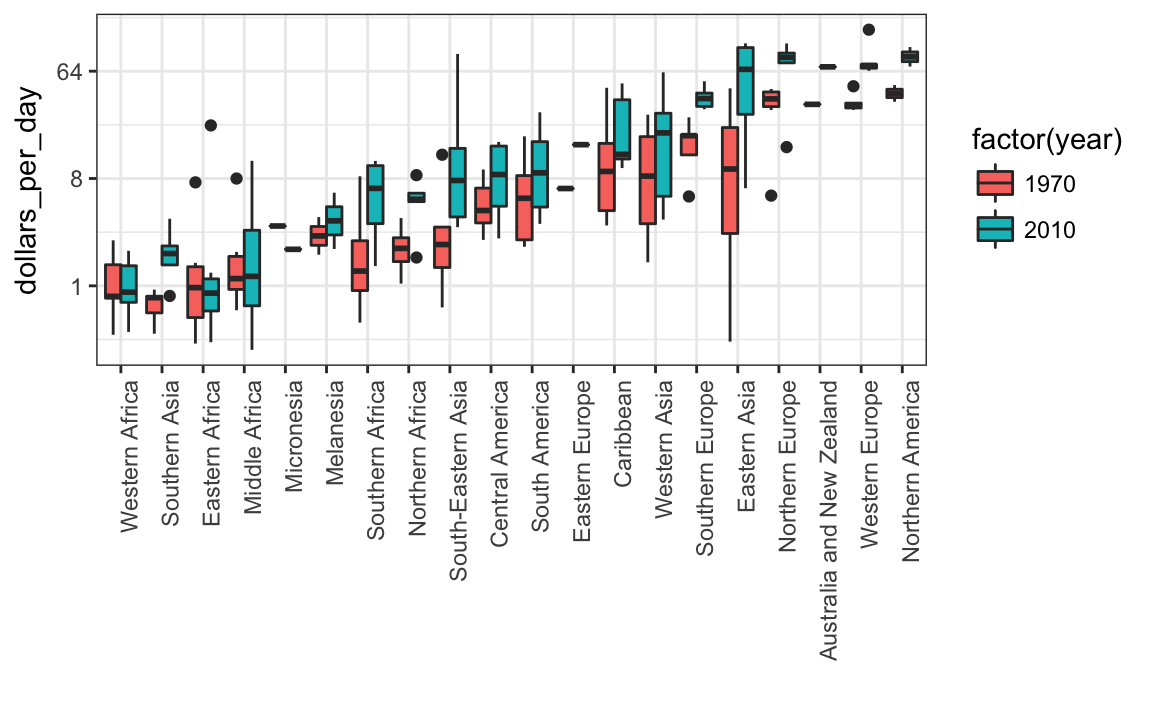 dollars_per_day
64
8
1
Western Africa
Southern Asia
Eastern Africa
Middle Africa
Micronesia
Melanesia
Southern Africa
Northern Africa
South-Eastern Asia
Central America
South America
Eastern Europe
Caribbean
Western Asia
Southern Europe
Eastern Asia
Northern Europe
Australia and New Zealand
Western Europe
Northern America
factor(year)
1970
2010